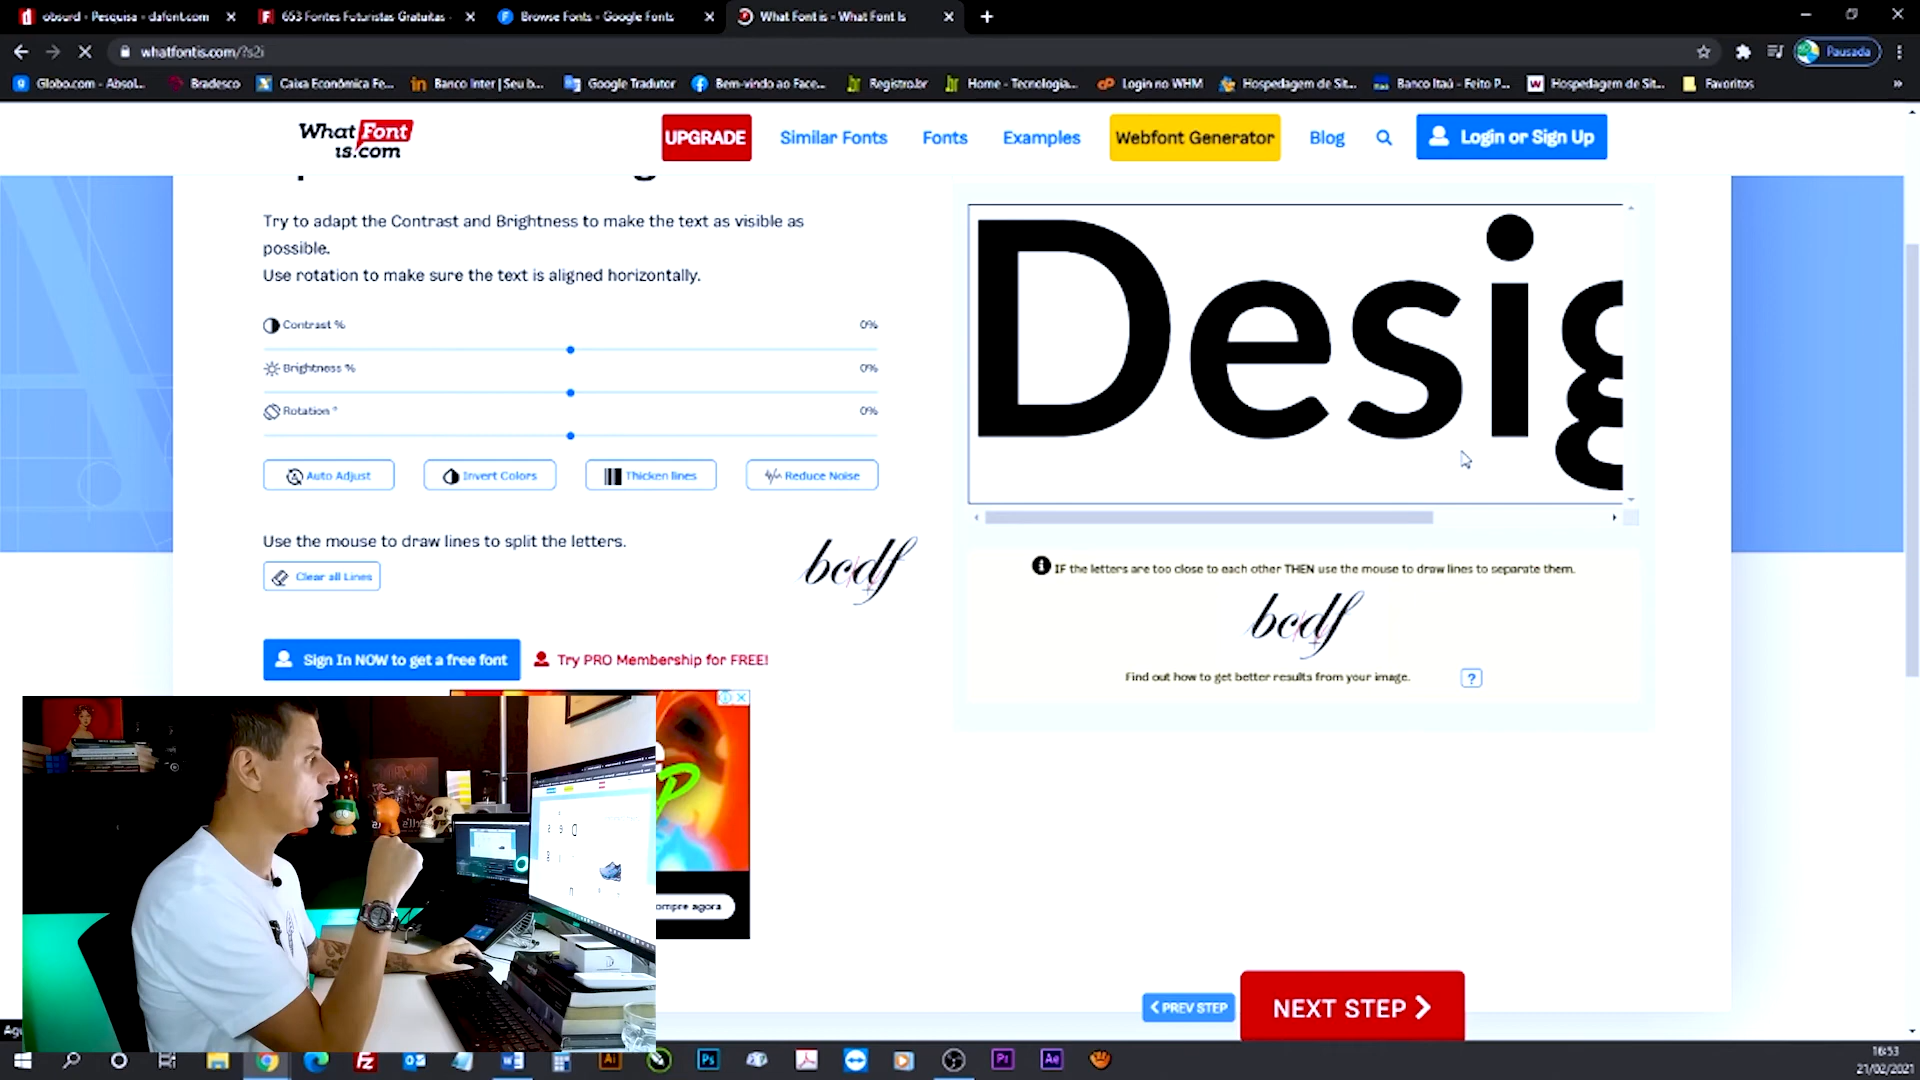 obsurd - Pesquisa - dafont.com
653 Fontes Futuristas Gratuitas -
Browse Fonts - Google Fonts
What Font is - What Font Is
whatfontis.com/?s2i
Pausada
Globo.com - Absol...
Bradesco
Caixa Econômica Fe...
Banco Inter | Seu b...
Google Tradutor
Bem-vindo ao Face...
Registro.br
Home - Tecnologia...
Login no WHM
Hospedagem de Sit...
Banco Itaú - Feito P...
Hospedagem de Sit...
Favoritos
What Font is.com
UPGRADE
Similar Fonts
Fonts
Examples
Webfont Generator
Blog
Login or Sign Up
Try to adapt the Contrast and Brightness to make the text as visible as
possible.
Use rotation to make sure the text is aligned horizontally.
Contrast % 0%
Brightness % 0%
Rotation ° 0%
Auto Adjust
Invert Colors
Thicken lines
Reduce Noise
Use the mouse to draw lines to split the letters.
Clear all Lines
bcdf
Sign In NOW to get a free font
Try PRO Membership for FREE!
Desig
IF the letters are too close to each other THEN use the mouse to draw lines to separate them.
bcdf
Find out how to get better results from your image.
?
ompre agora
PREV STEP
NEXT STEP
Fz
Ai
Ps
Pr
Ae
16:53
21/02/2021